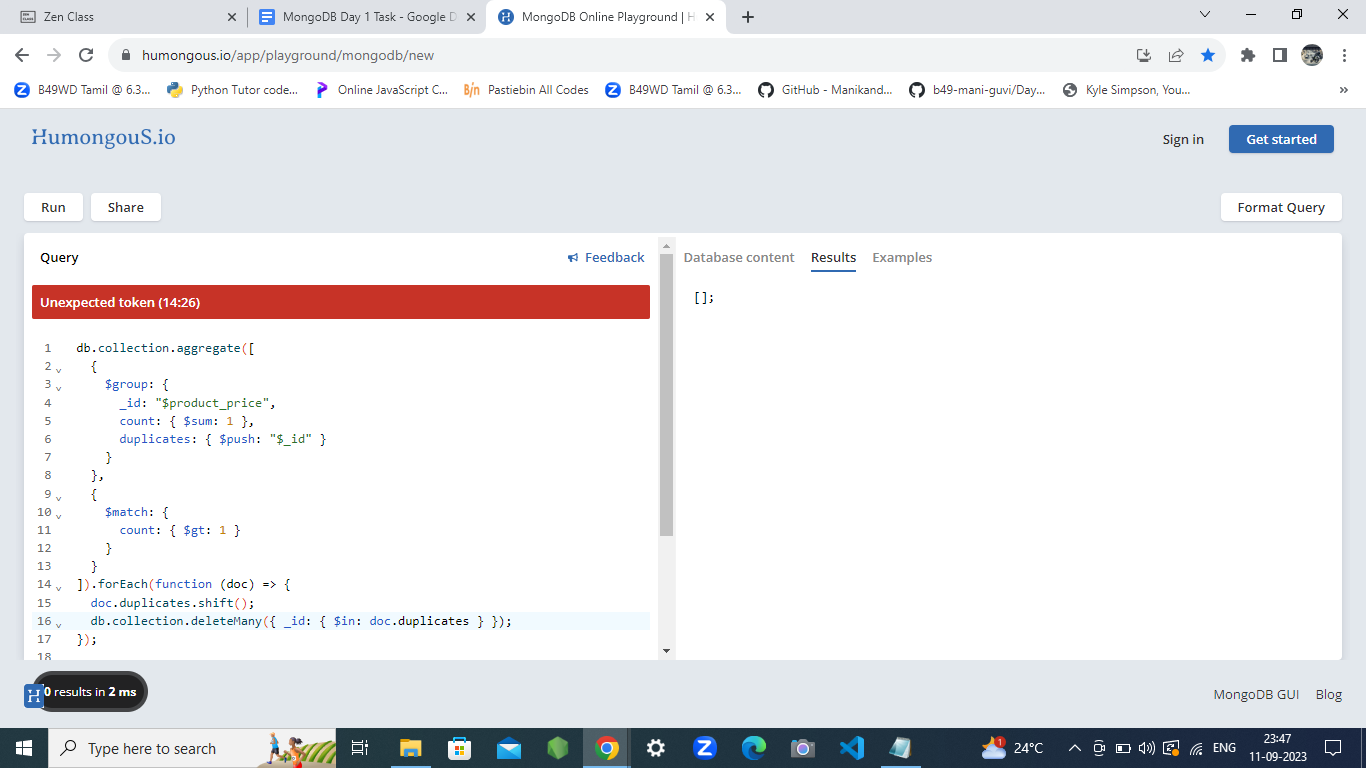 Zen Class
MongoDB Day 1 Task - Google D
MongoDB Online Playground | H
humongous.io/app/playground/mongodb/new
B49WD Tamil @ 6.3...
Python Tutor code...
Online JavaScript C...
Pastiebin All Codes
B49WD Tamil @ 6.3...
GitHub - Manikand...
b49-mani-guvi/Day...
Kyle Simpson, You...
»
HumongouS.io
Sign in
Get started
Run
Share
Format Query
Query
Feedback
Database content
Results
Examples
Unexpected token (14:26)
[];
1 db.collection.aggregate([
2 {
3 $group: {
4 _id: "$product_price",
5 count: { $sum: 1 },
6 duplicates: { $push: "$_id" }
7 }
8 },
9 {
10 $match: {
11 count: { $gt: 1 }
12 }
13 }
14 ]).forEach(function (doc) => {
15 doc.duplicates.shift();
16 db.collection.deleteMany({ _id: { $in: doc.duplicates } });
17 });
18
H 0 results in 2 ms
MongoDB GUI
Blog
Type here to search
1
24°C
ENG
23:47
11-09-2023